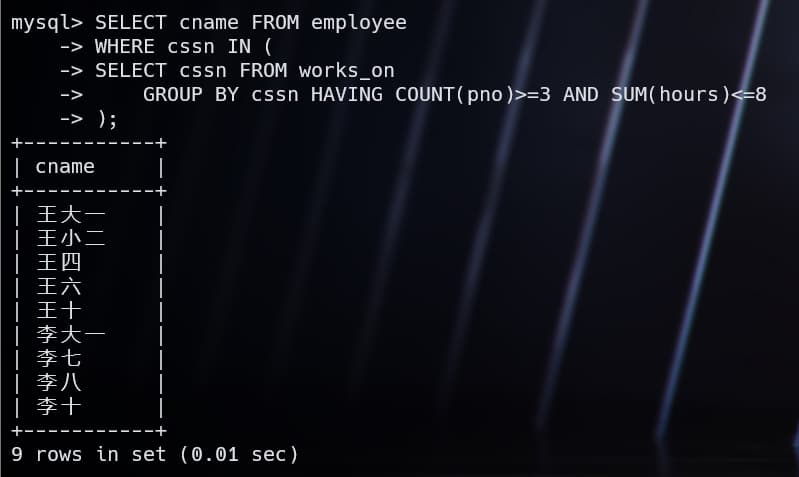 mysql> SELECT cname FROM employee
    -> WHERE cssn IN (
    -> SELECT cssn FROM works_on
    ->     GROUP BY cssn HAVING COUNT(pno)>=3 AND SUM(hours)<=8
    -> );
+-----------+
| cname     |
+-----------+
| 王大一    |
| 王小二    |
| 王四      |
| 王六      |
| 王十      |
| 李大一    |
| 李七      |
| 李八      |
| 李十      |
+-----------+
9 rows in set (0.01 sec)